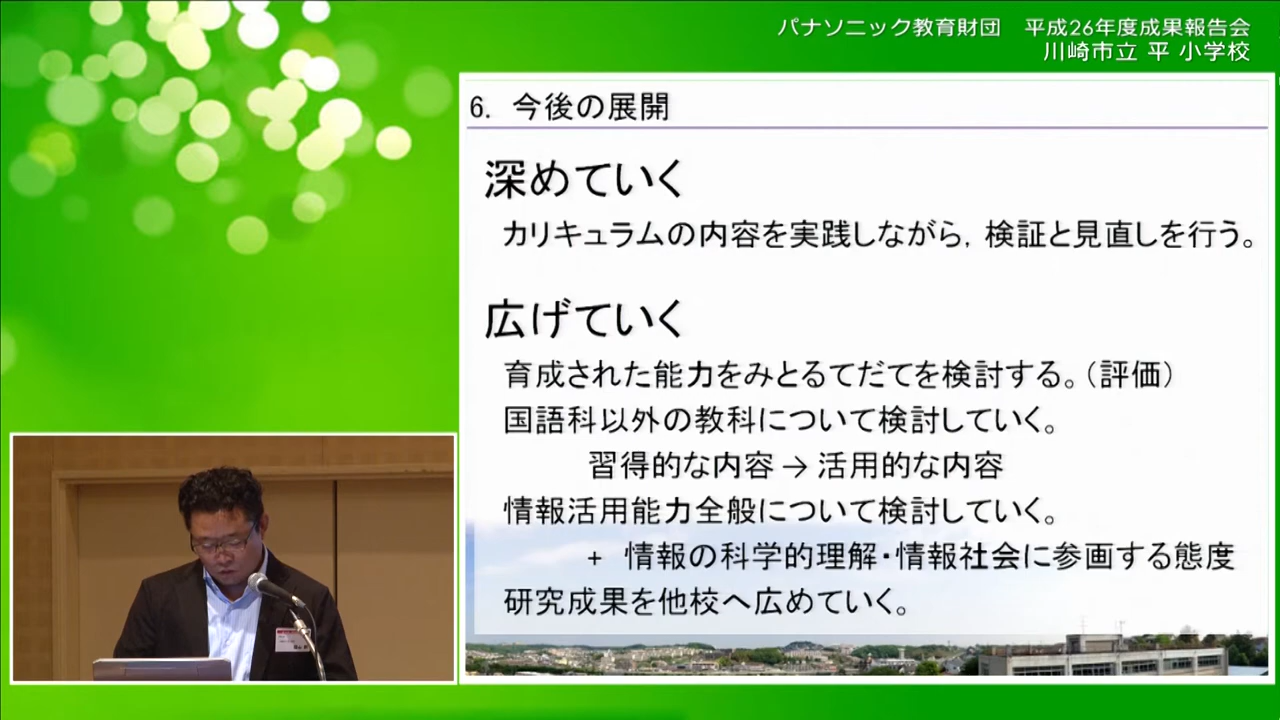 パナソニック教育財団　平成26年度成果報告会
川崎市立 平 小学校
6.　今後の展開
深めていく
カリキュラムの内容を実践しながら，検証と見直しを行う。
広げていく
育成された能力をみとるてだてを検討する。（評価）
国語科以外の教科について検討していく。
習得的な内容→活用的な内容
情報活用能力全般について検討していく。
+　情報の科学的理解・情報社会に参画する態度
研究成果を他校へ広めていく。